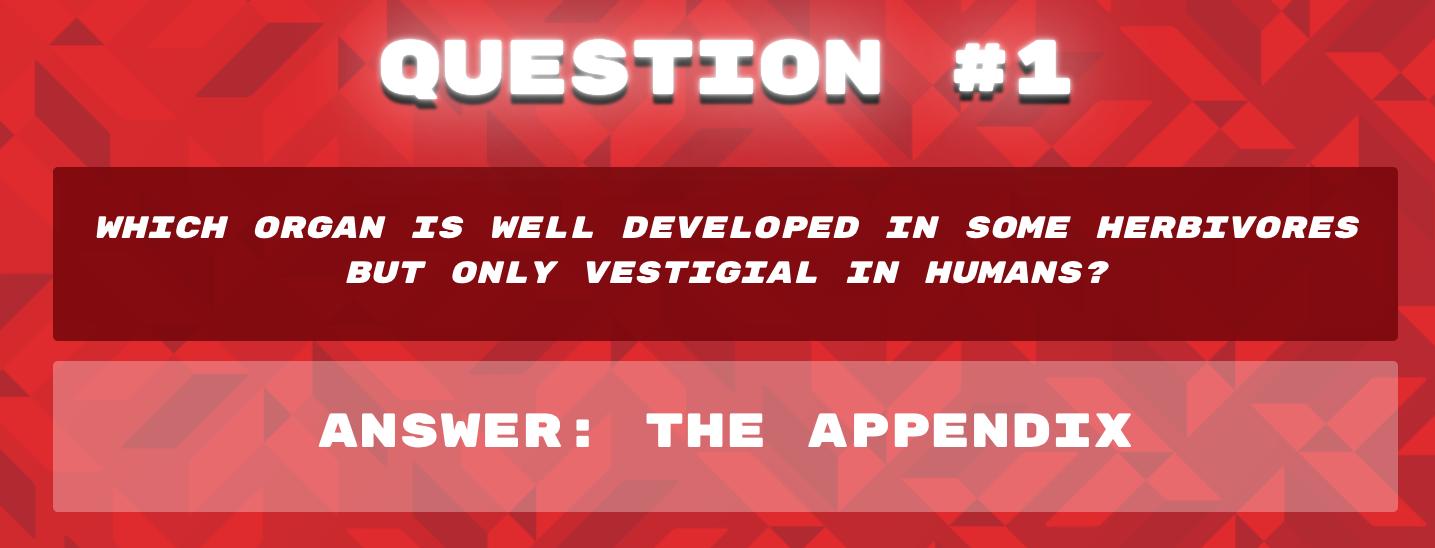 QUESTION #1
WHICH ORGAN IS WELL DEVELOPED IN SOME HERBIVORES
BUT ONLY VESTIGIAL IN HUMANS?
ANSWER: THE APPENDIX